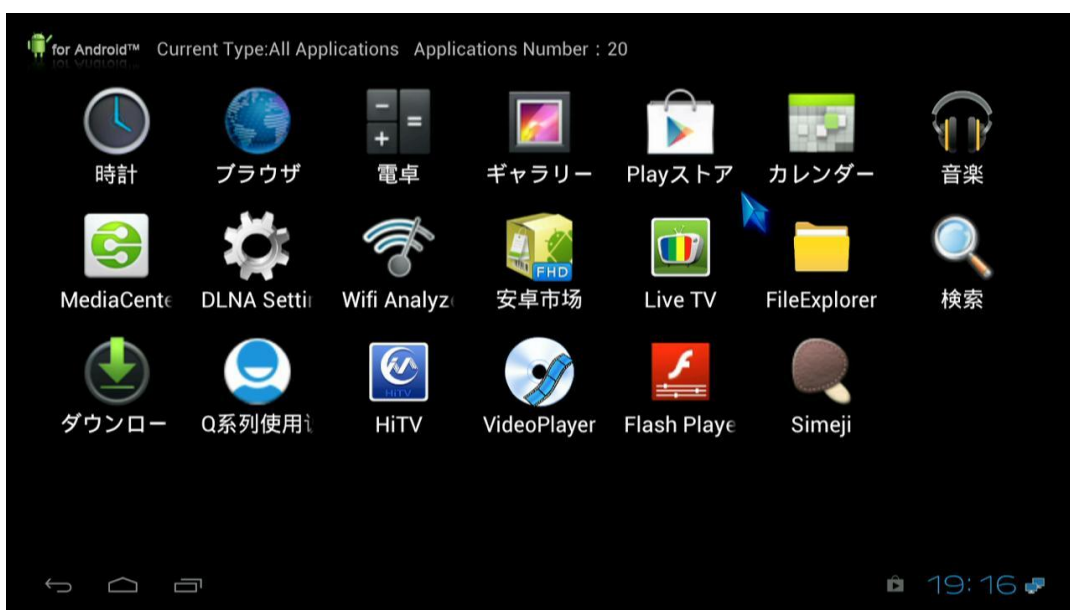 for Android™ Current Type:All Applications Applications Number : 20
時計 ブラウザ 電卓 ギャラリー Playストア カレンダー 音楽
FHD
MediaCente DLNA Settin Wifi Analyz 安卓市场 Live TV FileExplorer 検索
HiTV
ダウンロー Q系列使用 HiTV VideoPlayer Flash Playe Simeji
19:16